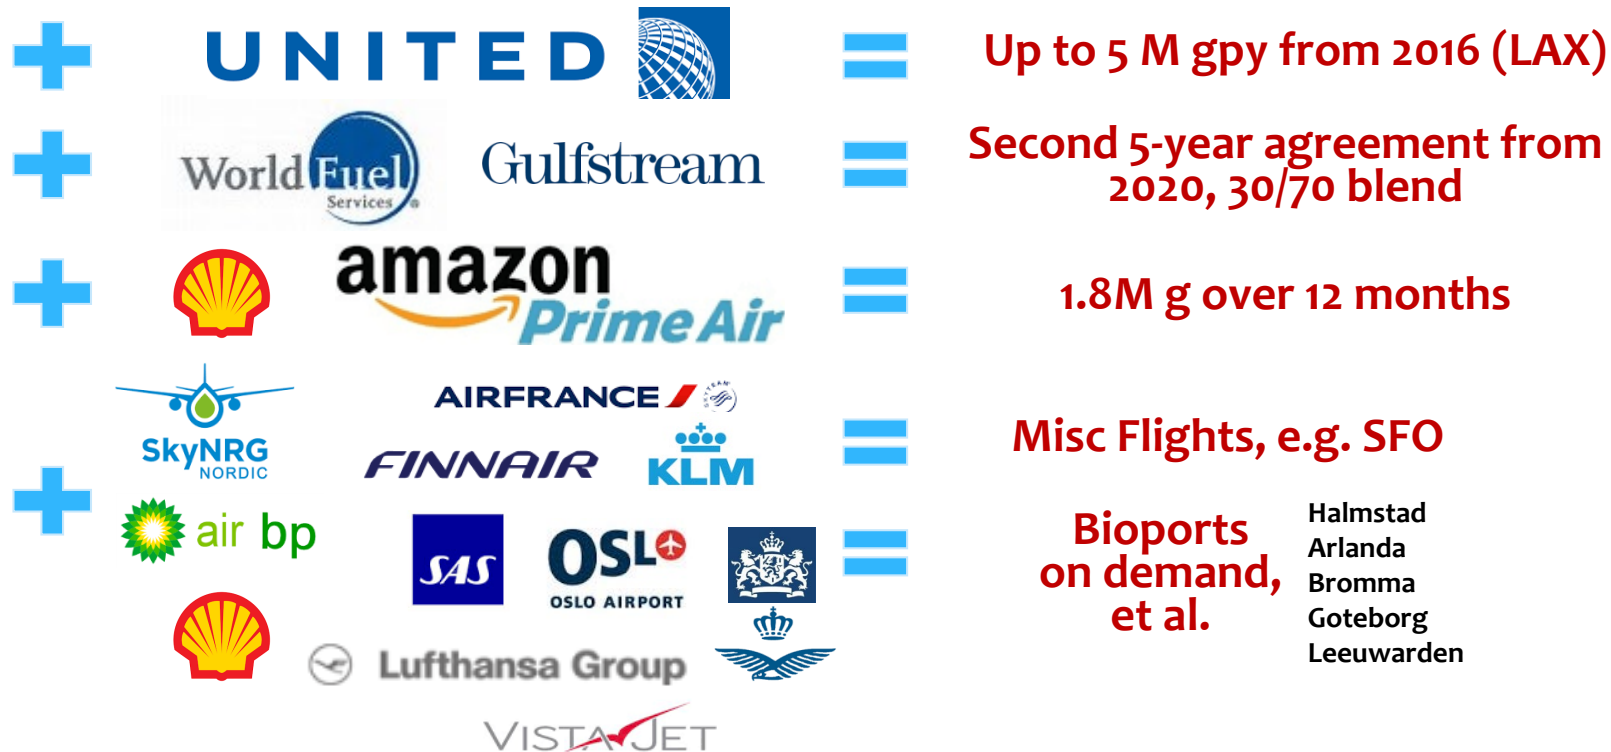 UNITED
Up to 5 M gpy from 2016 (LAX)
World Fuel
Services ®
Gulfstream
Second 5-year agreement from
2020, 30/70 blend
amazon
Prime Air
1.8M g over 12 months
SkyNRG
NORDIC
AIRFRANCE
SKYTEAM
FINNAIR
KLM
Misc Flights, e.g. SFO
air bp
SAS
OSL
OSLO AIRPORT
Bioports
on demand,
et al.
Halmstad
Arlanda
Bromma
Goteborg
Leeuwarden
Lufthansa Group
VISTAJET